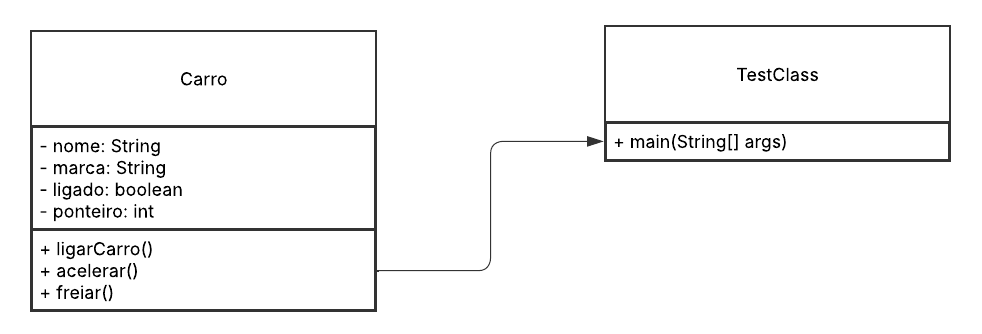 Carro
- nome: String
- marca: String
- ligado: boolean
- ponteiro: int
+ ligarCarro()
+ acelerar()
+ freiar()
TestClass
+ main(String[] args)